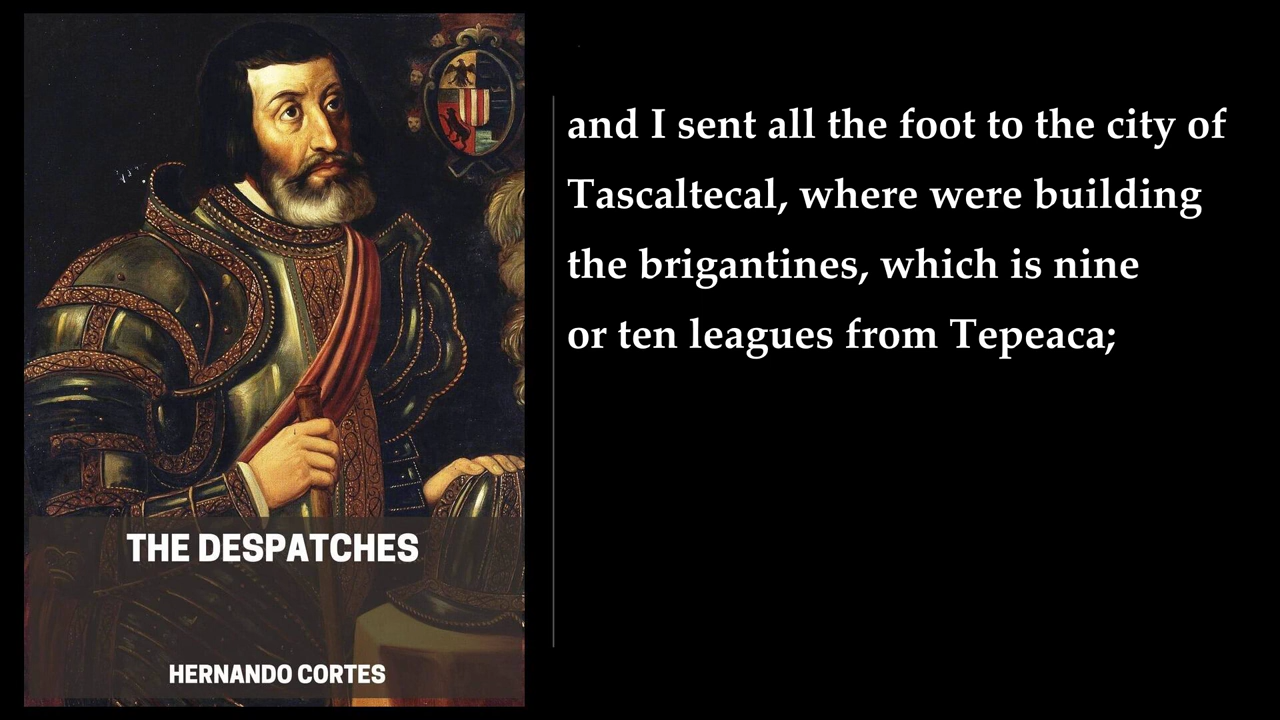 THE DESPATCHES
HERNANDO CORTES
and I sent all the foot to the city of
Tascaltecal, where were building
the brigantines, which is nine
or ten leagues from Tepeaca;